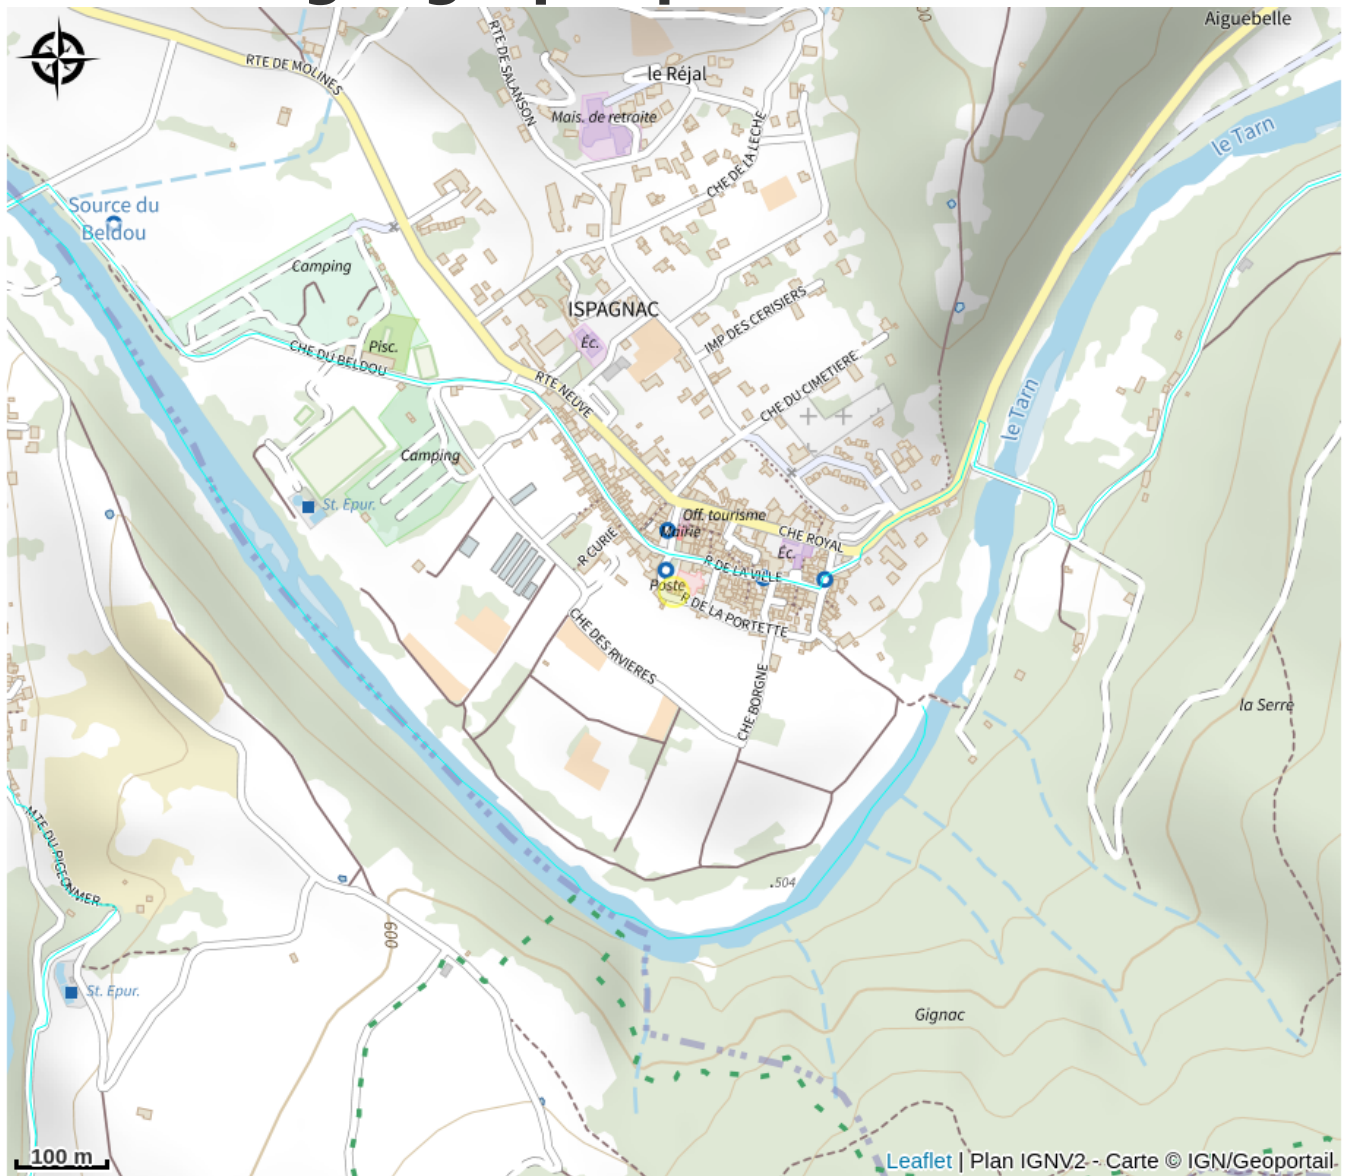 Aiguebelle
RTE DE MOLINES
RTE DE SALANSON
le Réjal
Mais. de retraite
CHE DE LA LECHE
le Tarn
Source du
Beldou
Camping
ISPAGNAC
IMP DES CERISIERS
Pisc.
Éc.
CHE DU BELDOU
RTE NEUVE
CHE DU CIMETIERE
le Tarn
Camping
St. Epur.
Off. tourisme
Mairie
CHE ROYAL
R CURIE
Éc.
R DE LA VILLE
Poste
R DE LA PORTETTE
CHE DES RIVIERES
CHE BORGNE
la Serre
MTE DU PIGEONNIER
.504
600
St. Epur.
Gignac
100 m
Leaflet | Plan IGNV2 - Carte © IGN/Geoportail